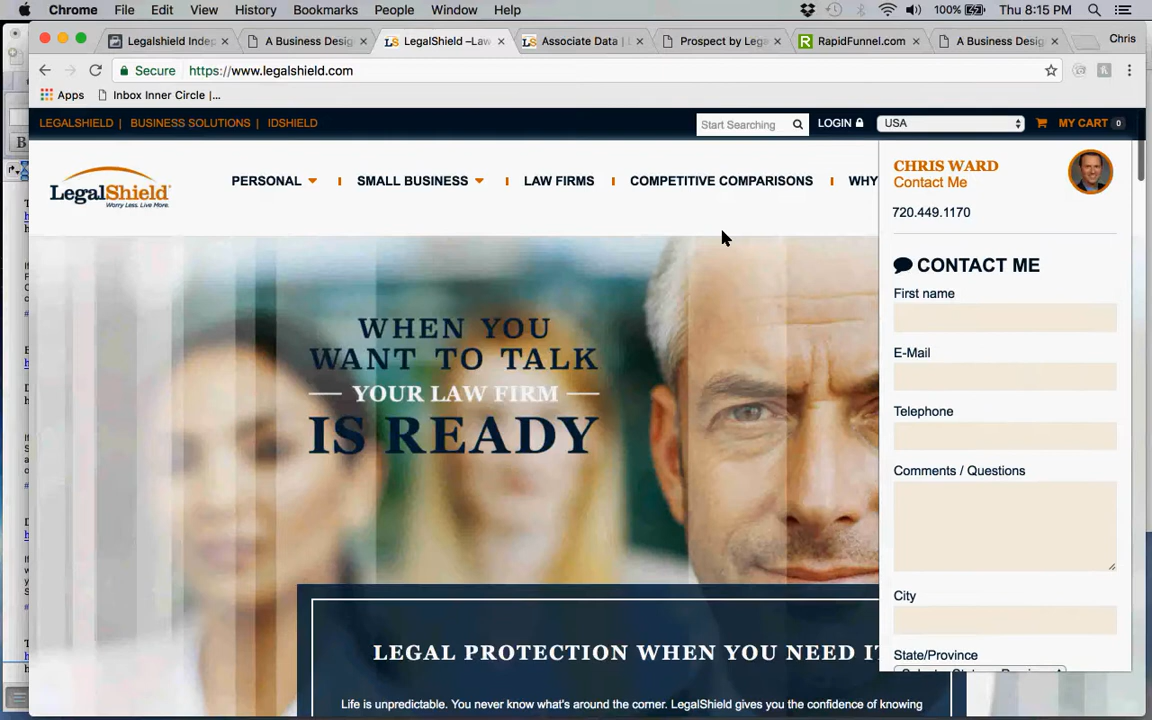 Chrome File Edit View History Bookmarks People Window Help 100% Thu 8:15 PM
Legalshield Inde A Business Desig LegalShield –Law Associate Data | L Prospect by Lega RapidFunnel.com A Business Desig Chris
Secure https://www.legalshield.com
Apps Inbox Inner Circle |...
LEGALSHIELD | BUSINESS SOLUTIONS | IDSHIELD Start Searching LOGIN USA MY CART 0
LegalShield
Worry Less. Live More.
PERSONAL SMALL BUSINESS LAW FIRMS COMPETITIVE COMPARISONS WHY
CHRIS WARD
Contact Me
720.449.1170
CONTACT ME
First name
E-Mail
Telephone
Comments / Questions
City
State/Province
WHEN YOU
WANT TO TALK
YOUR LAW FIRM
IS READY
LEGAL PROTECTION WHEN YOU NEED IT
Life is unpredictable. You never know what's around the corner. LegalShield gives you the confidence of knowing